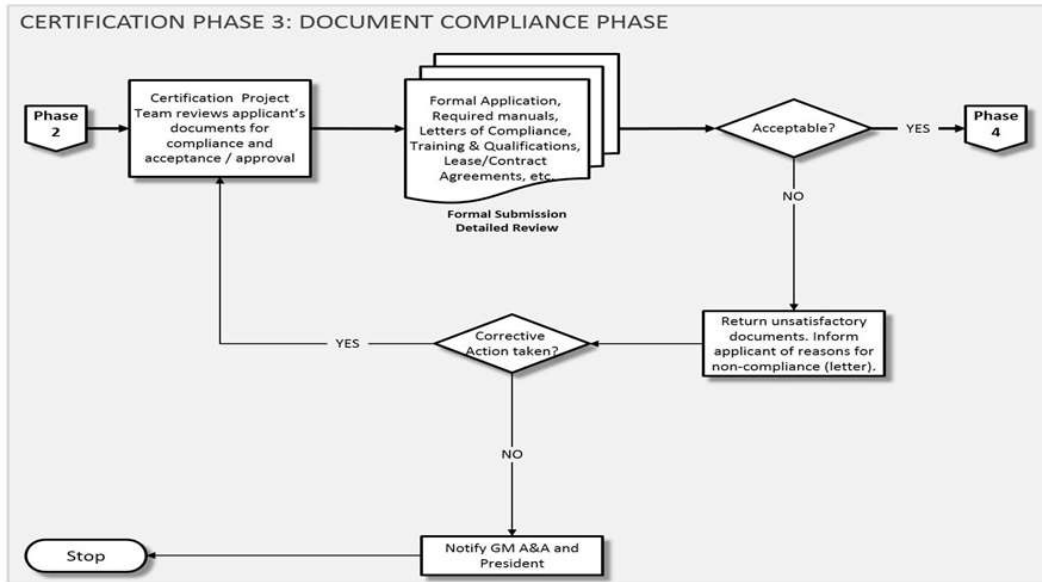 CERTIFICATION PHASE 3: DOCUMENT COMPLIANCE PHASE
Phase
2
Certification Project
Team reviews applicant's
documents for
compliance and
acceptance / approval
Formal Application,
Required manuals,
Letters of Compliance,
Training & Qualifications,
Lease/Contract
Agreements, etc.
Formal Submission
Detailed Review
Acceptable?
YES
Phase
4
NO
Return unsatisfactory
documents. Inform
applicant of reasons for
non-compliance (letter).
Corrective
Action taken?
YES
NO
Notify GM A&A and
President
Stop